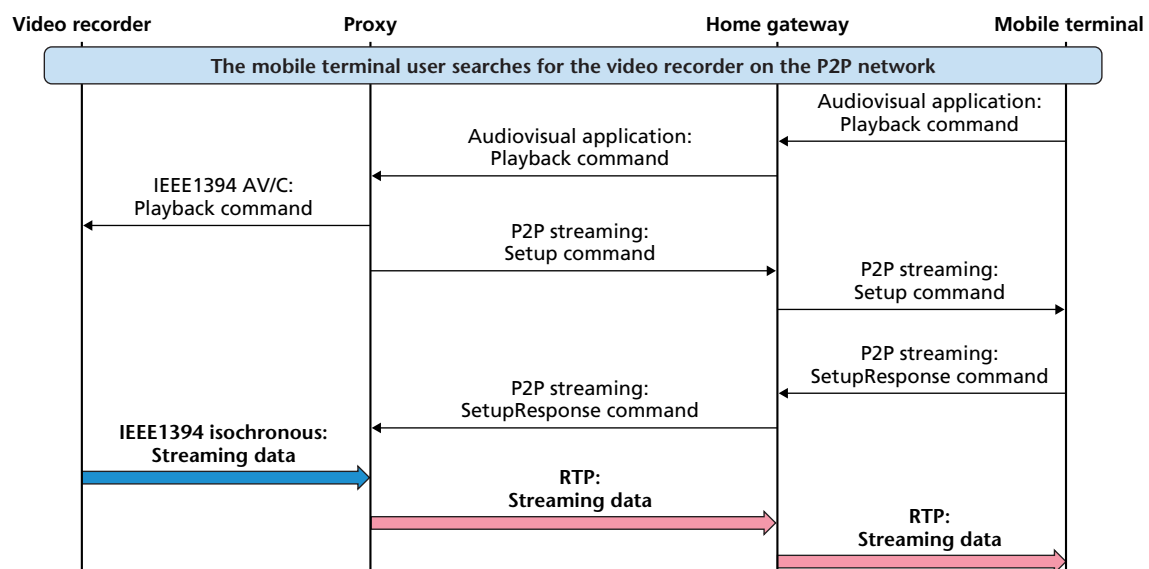 Video recorder
Proxy
Home gateway
Mobile terminal
The mobile terminal user searches for the video recorder on the P2P network
Audiovisual application:
Playback command
Audiovisual application:
Playback command
IEEE1394 AV/C:
Playback command
P2P streaming:
Setup command
P2P streaming:
Setup command
P2P streaming:
SetupResponse command
P2P streaming:
SetupResponse command
IEEE1394 isochronous:
Streaming data
RTP:
Streaming data
RTP:
Streaming data